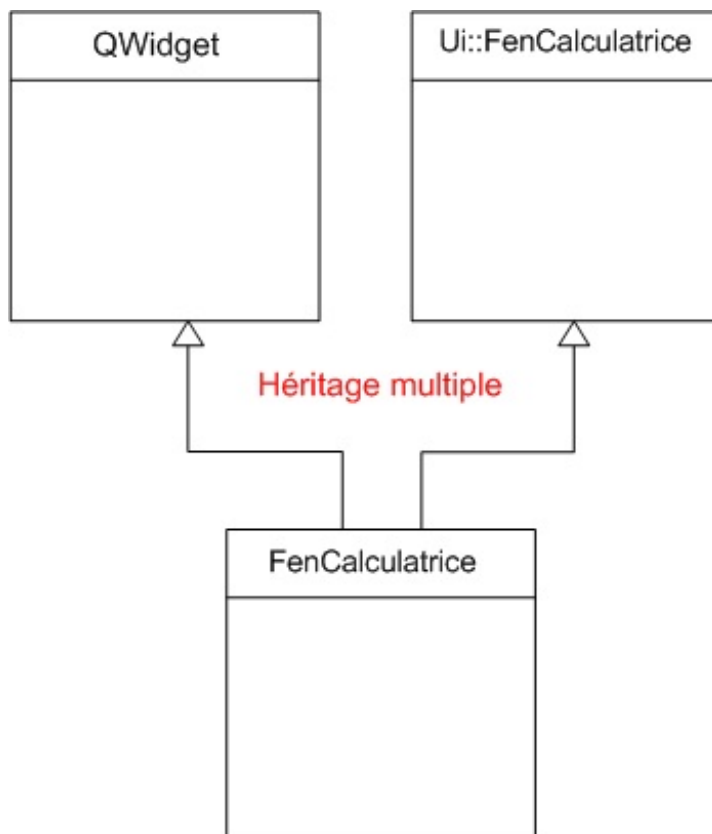 QWidget
Ui::FenCalculatrice
Héritage multiple
FenCalculatrice